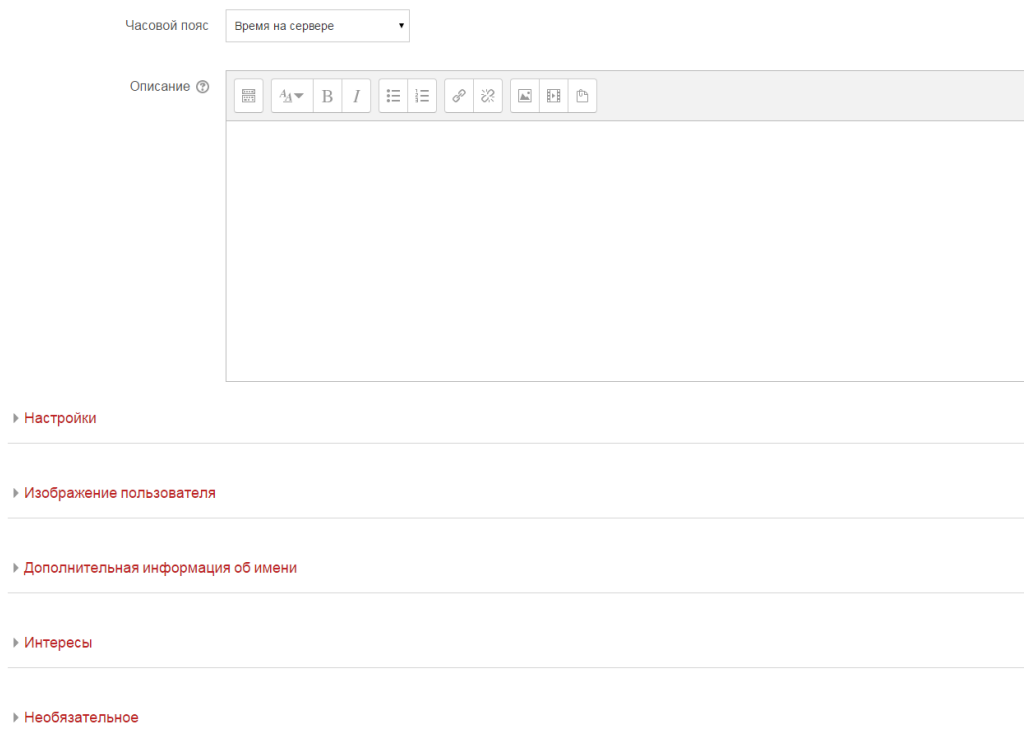 Часовой пояс
Время на сервере
Описание
Настройки
Изображение пользователя
Дополнительная информация об имени
Интересы
Необязательное